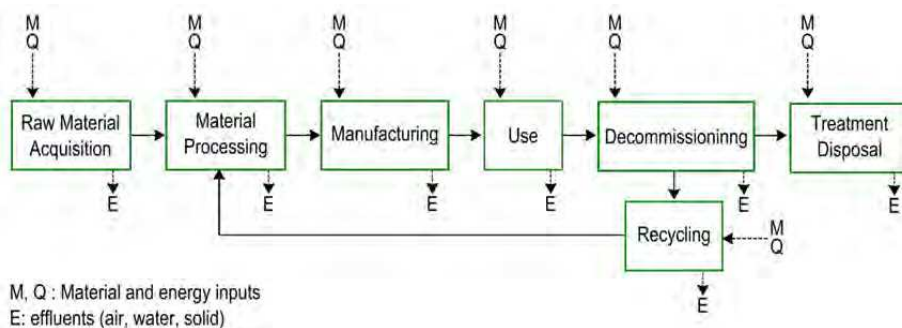 M
Q
M
Q
M
Q
M
Q
M
Q
M
Q
Raw Material
Acquisition
Material
Processing
Manufacturing
Use
Decommissioninng
Treatment
Disposal
E
E
E
E
E
E
Recycling
M
Q
E
M, Q : Material and energy inputs
E: effluents (air, water, solid)